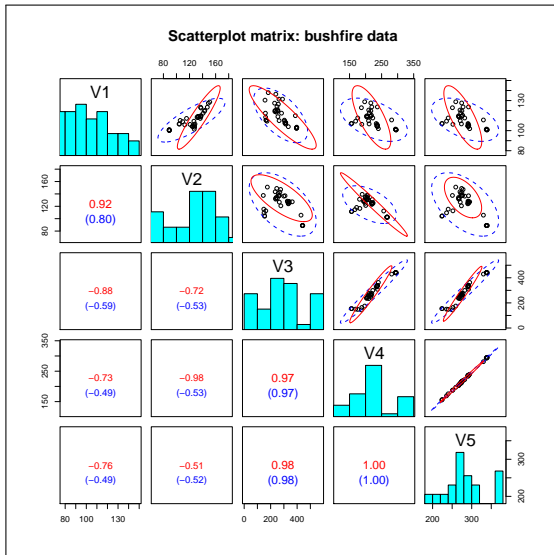 Scatterplot matrix: bushfire data
80 120 160
150 250 350
V1
80 100 120
80 120 160
0.92
(0.80)
V2
−0.88
(−0.59)
−0.72
(−0.53)
V3
0 200 400
150 250 350
−0.73
(−0.49)
−0.98
(−0.53)
0.97
(0.97)
V4
−0.76
(−0.49)
−0.51
(−0.52)
0.98
(0.98)
1.00
(1.00)
V5
200 300
80 100 130
0 200 400
200 300